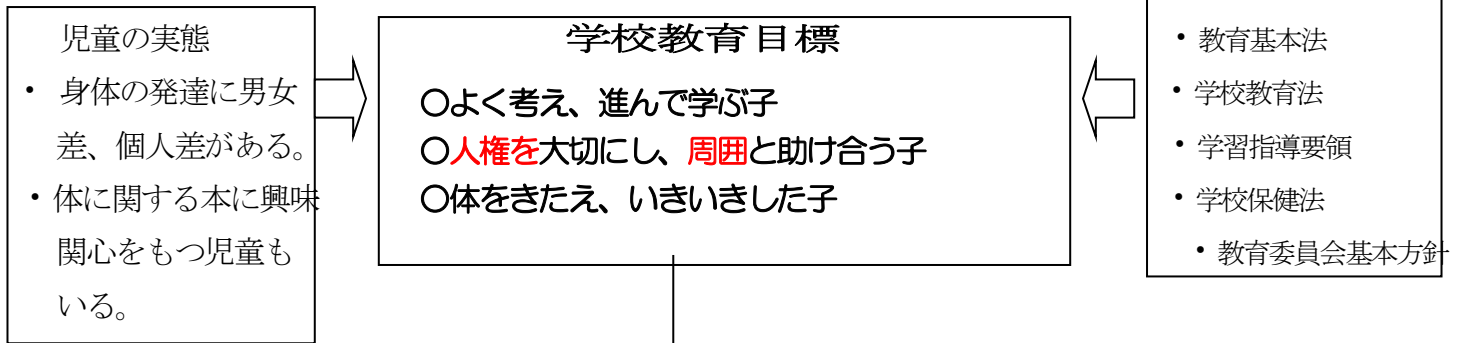 児童の実態
・ 身体の発達に男女
差、個人差がある。
・体に関する本に興味
関心をもつ児童も
いる。
学校教育目標
〇よく考え、進んで学ぶ子
〇人権を大切にし、周囲と助け合う子
〇体をきたえ、いきいきした子
・教育基本法
・学校教育法
・学習指導要領
・学校保健法
・教育委員会基本方針